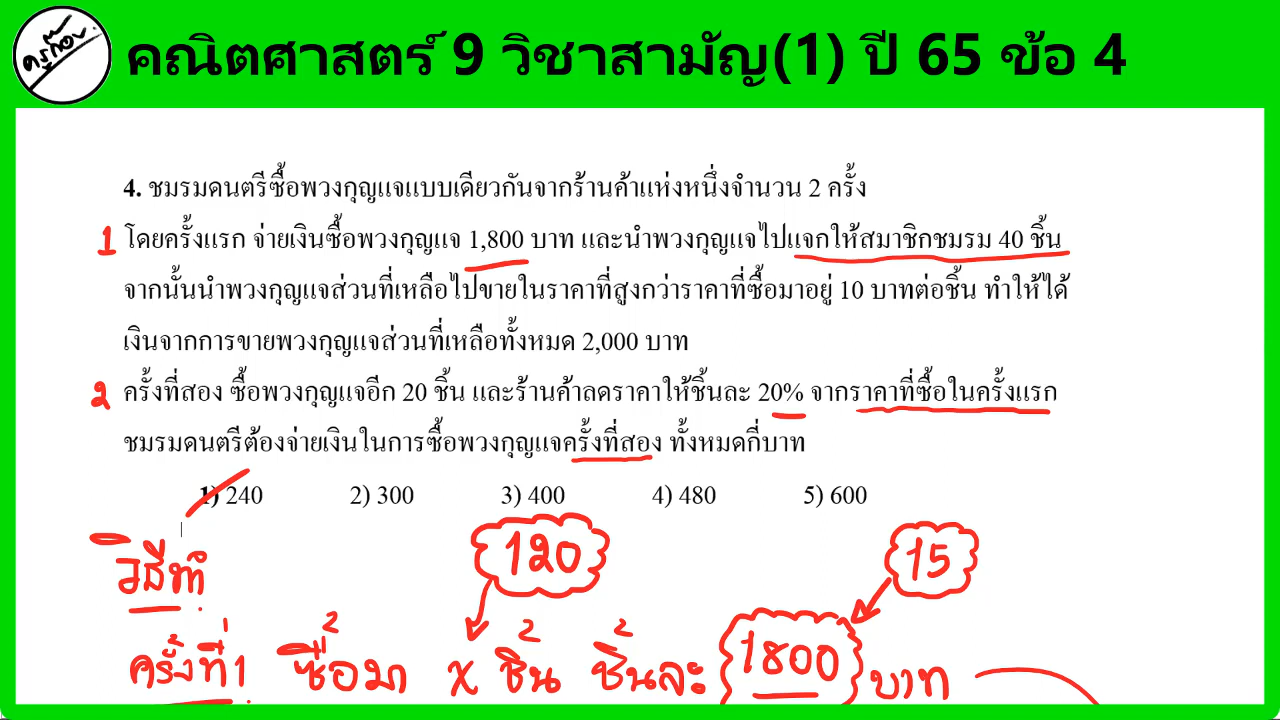 ครูก๊อบ
คณิตศาสตร์ 9 วิชาสามัญ(1) ปี 65 ข้อ 4
4. ชมรมดนตรีซื้อพวงกุญแจแบบเดียวกันจากร้านค้าแห่งหนึ่งจำนวน 2 ครั้ง
1 โดยครั้งแรก จ่ายเงินซื้อพวงกุญแจ 1,800 บาท และนำพวงกุญแจไปแจกให้สมาชิกชมรม 40 ชิ้น
จากนั้นนำพวงกุญแจส่วนที่เหลือไปขายในราคาที่สูงกว่าราคาที่ซื้อมาอยู่ 10 บาทต่อชิ้น ทำให้ได้
เงินจากการขายพวงกุญแจส่วนที่เหลือทั้งหมด 2,000 บาท
2 ครั้งที่สอง ซื้อพวงกุญแจอีก 20 ชิ้น และร้านค้าลดราคาให้ชิ้นละ 20% จากราคาที่ซื้อในครั้งแรก
ชมรมดนตรีต้องจ่ายเงินในการซื้อพวงกุญแจครั้งที่สอง ทั้งหมดกี่บาท
1) 240 2) 300 3) 400 4) 480 5) 600
120 15
วิธีทำ
ครั้งที่ 1 ซื้อมา x ชิ้น ชิ้นละ 1800 บาท